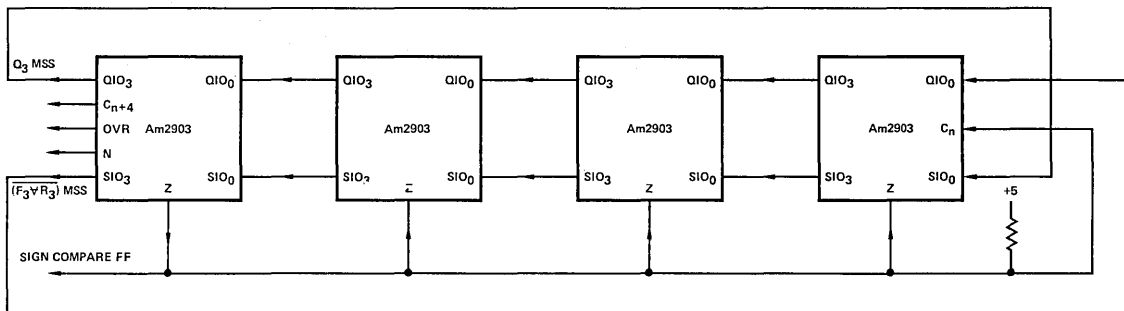 Q3 MSS
QIO3 QIO0
Cn+4
OVR Am2903
N
SIO3 SIO0
Z
(F3∀R3) MSS
QIO3 QIO0
Am2903
SIO3 SIO0
Z
QIO3 QIO0
Am2903
SIO3 SIO0
Z
QIO3 QIO0
Am2903 Cn
SIO3 SIO0
Z
+5
SIGN COMPARE FF